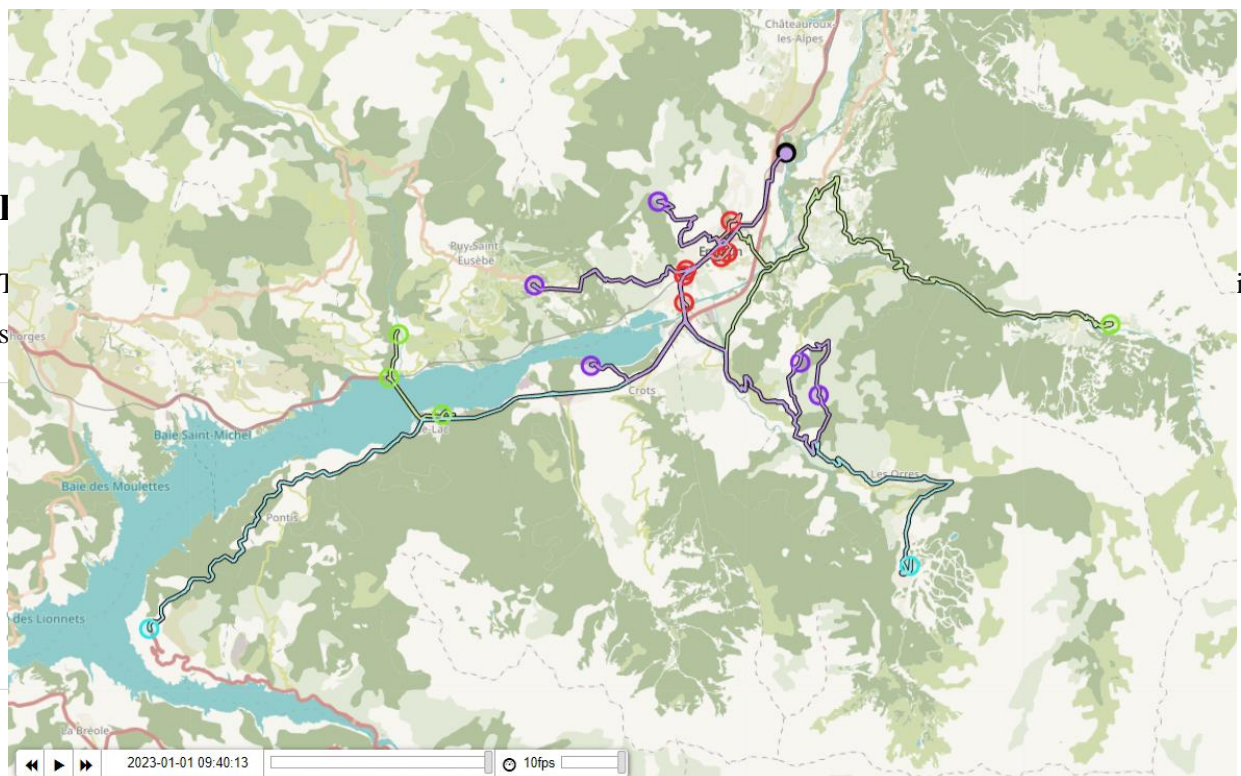 Châteauroux-
les-Alpes
Puy-Saint-
Eusèbe
Crots
Baie Saint-Michel
Baie des Moulettes
Les Orres
Pontis
des Lionnets
La Bréole
2023-01-01 09:40:13
10fps